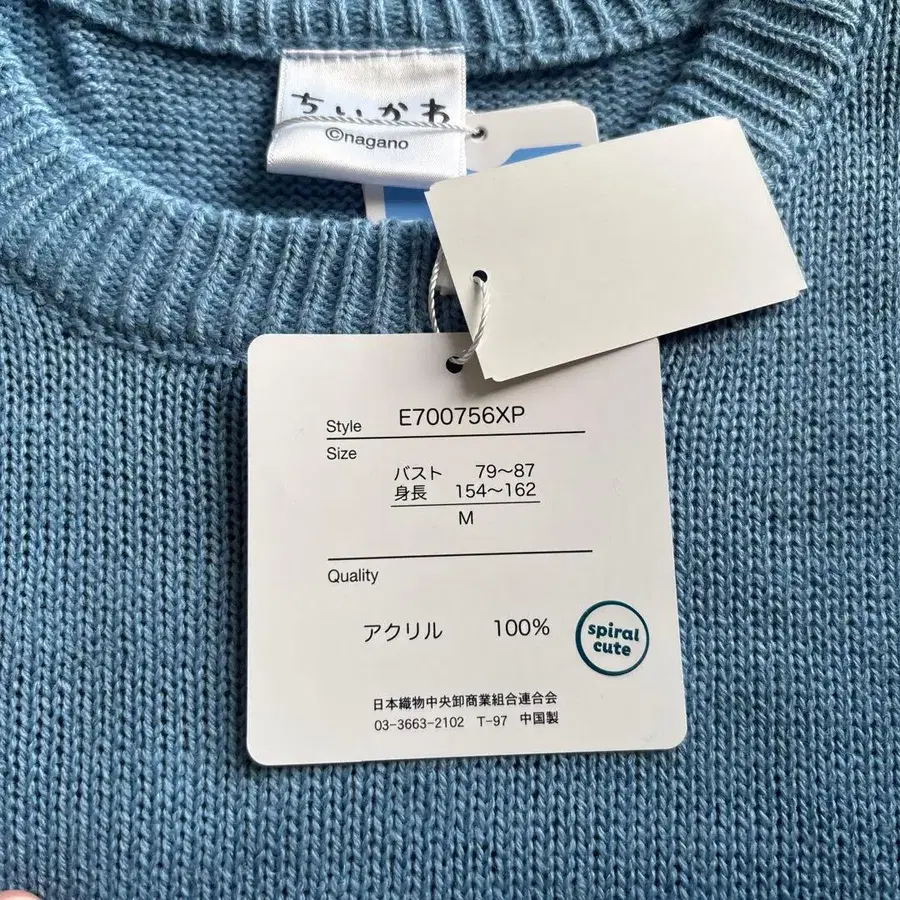 ちいかわ
©nagano
Style E700756XP
Size
バスト 79〜87
身長 154〜162
M
Quality
アクリル 100%
spiral
cute
日本織物中央卸商業組合連合会
03-3663-2102 T-97 中国製